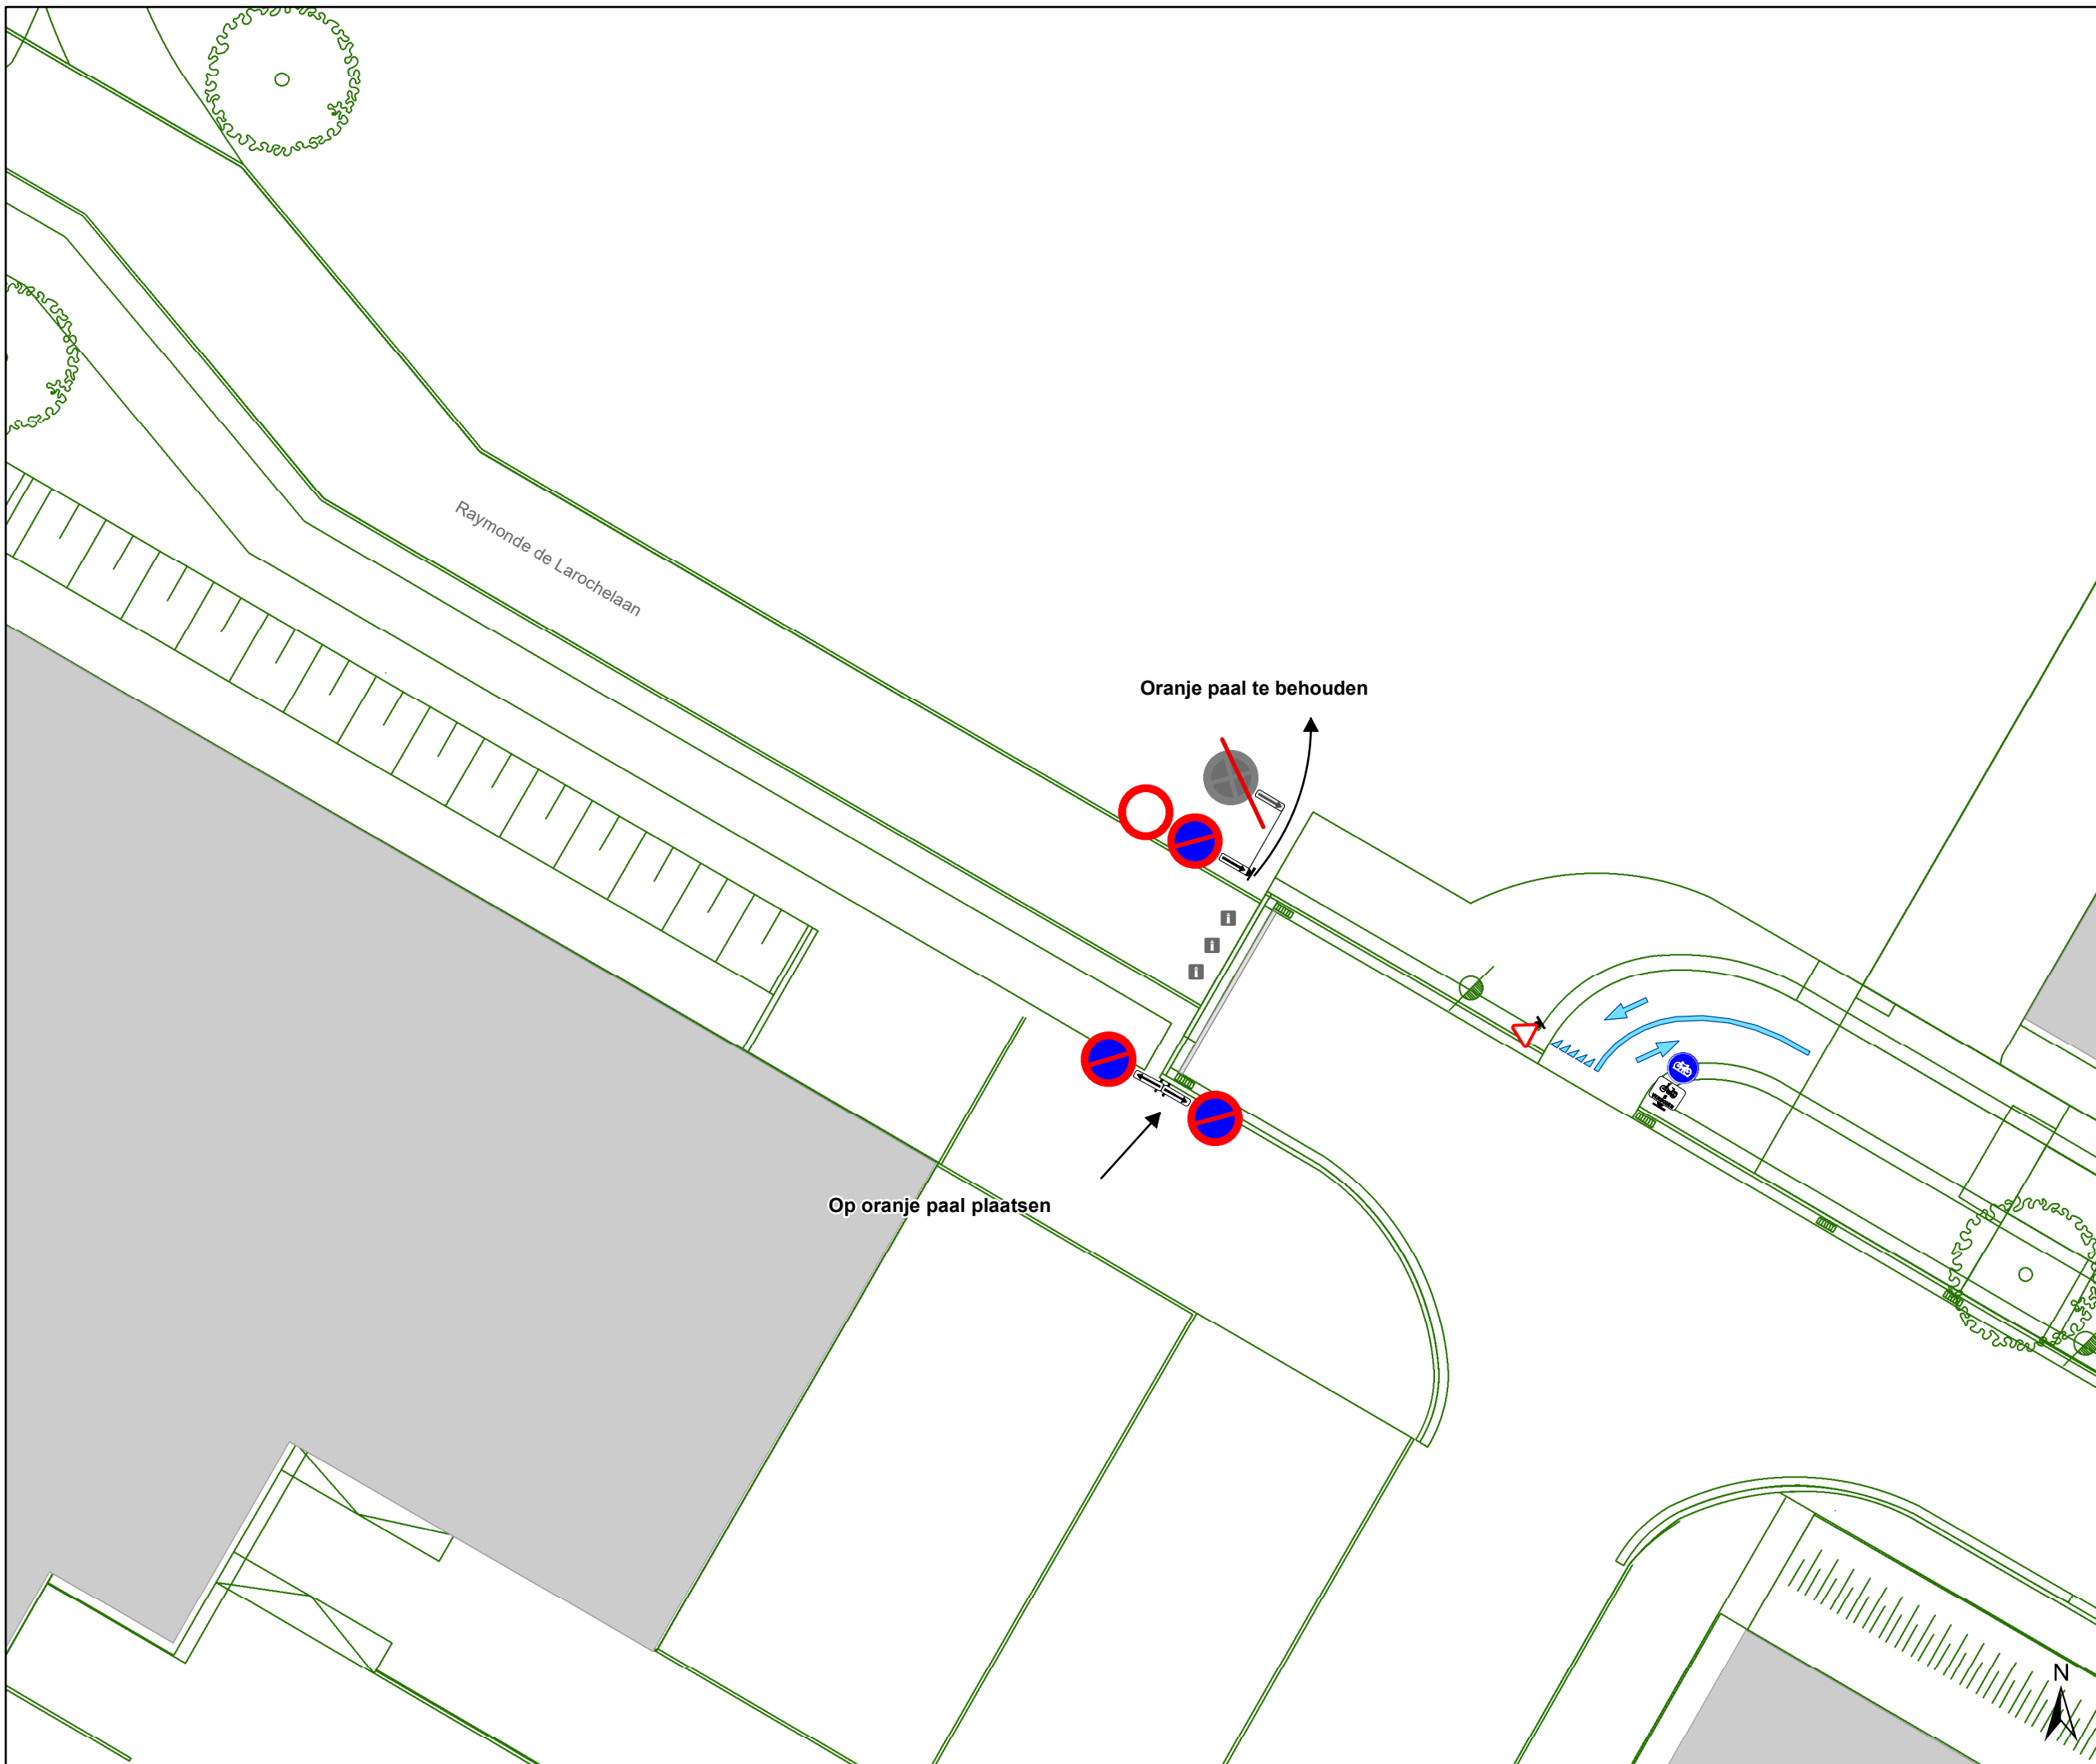 Raymonde de Larochelaan
Oranje paal te behouden
i
i
i
Op oranje paal plaatsen
N